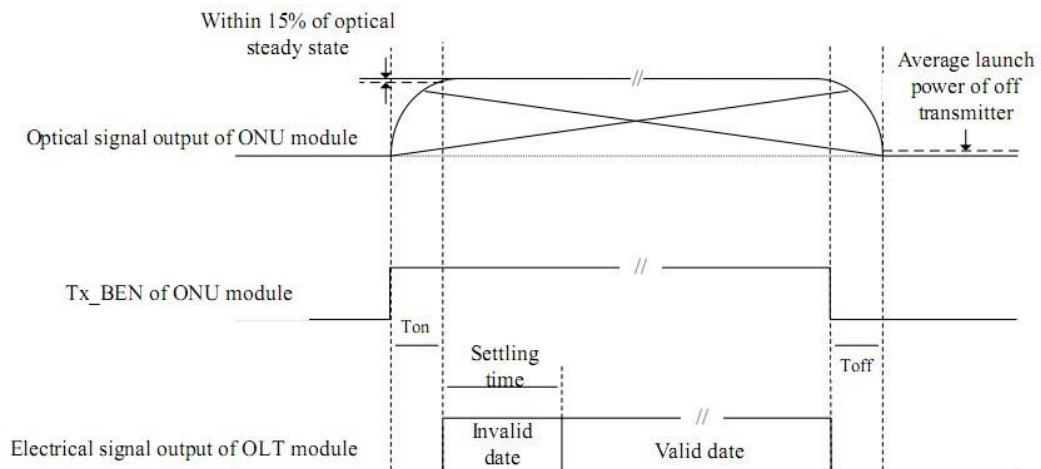 Within 15% of optical
steady state
Average launch
power of off
transmitter
//
Optical signal output of ONU module
//
Tx_BEN of ONU module
Ton
Toff
Settling
time
//
Electrical signal output of OLT module
Invalid
date
Valid date